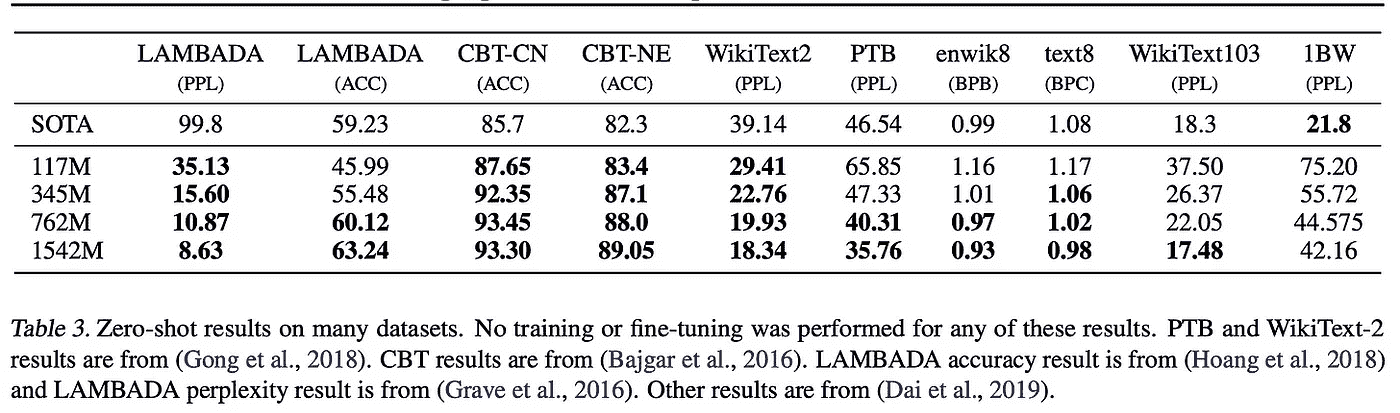 LAMBADA LAMBADA CBT-CN CBT-NE WikiText2 PTB enwik8 text8 WikiText103 1BW
(PPL) (ACC) (ACC) (ACC) (PPL) (PPL) (BPB) (BPC) (PPL) (PPL)
SOTA 99.8 59.23 85.7 82.3 39.14 46.54 0.99 1.08 18.3 21.8
117M 35.13 45.99 87.65 83.4 29.41 65.85 1.16 1.17 37.50 75.20
345M 15.60 55.48 92.35 87.1 22.76 47.33 1.01 1.06 26.37 55.72
762M 10.87 60.12 93.45 88.0 19.93 40.31 0.97 1.02 22.05 44.575
1542M 8.63 63.24 93.30 89.05 18.34 35.76 0.93 0.98 17.48 42.16
Table 3. Zero-shot results on many datasets. No training or fine-tuning was performed for any of these results. PTB and WikiText-2
results are from (Gong et al., 2018). CBT results are from (Bajgar et al., 2016). LAMBADA accuracy result is from (Hoang et al., 2018)
and LAMBADA perplexity result is from (Grave et al., 2016). Other results are from (Dai et al., 2019).